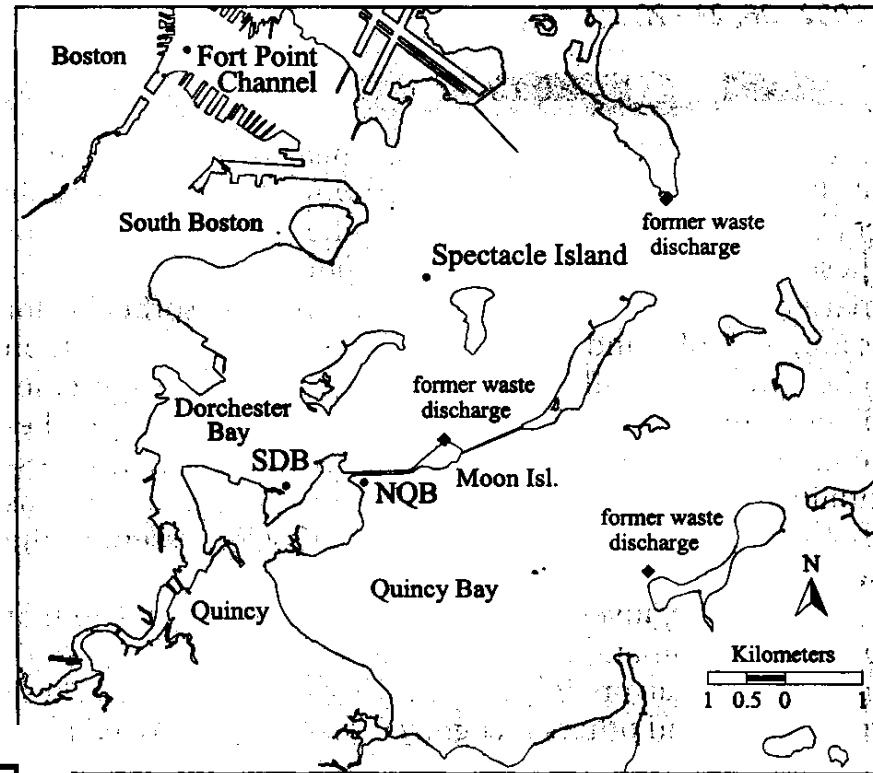 Boston
Fort Point
Channel
South Boston
former waste
discharge
Spectacle Island
former waste
discharge
Dorchester
Bay
SDB
NQB
Moon Isl.
former waste
discharge
N
Quincy
Quincy Bay
Kilometers
1 0.5 0 1